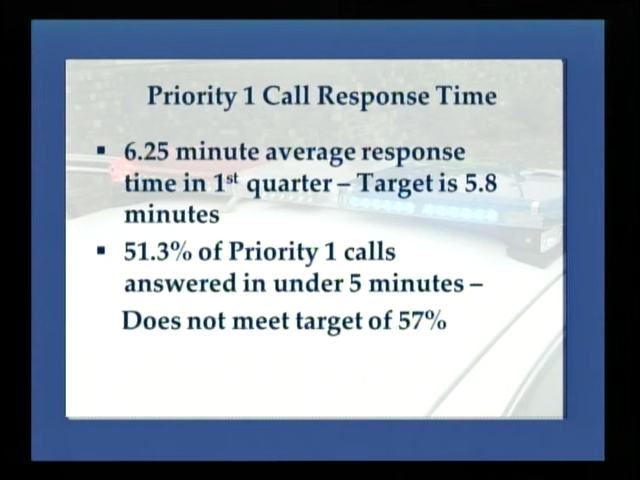 Priority 1 Call Response Time
▪ 6.25 minute average response
time in 1st quarter – Target is 5.8
minutes
▪ 51.3% of Priority 1 calls
answered in under 5 minutes –
Does not meet target of 57%